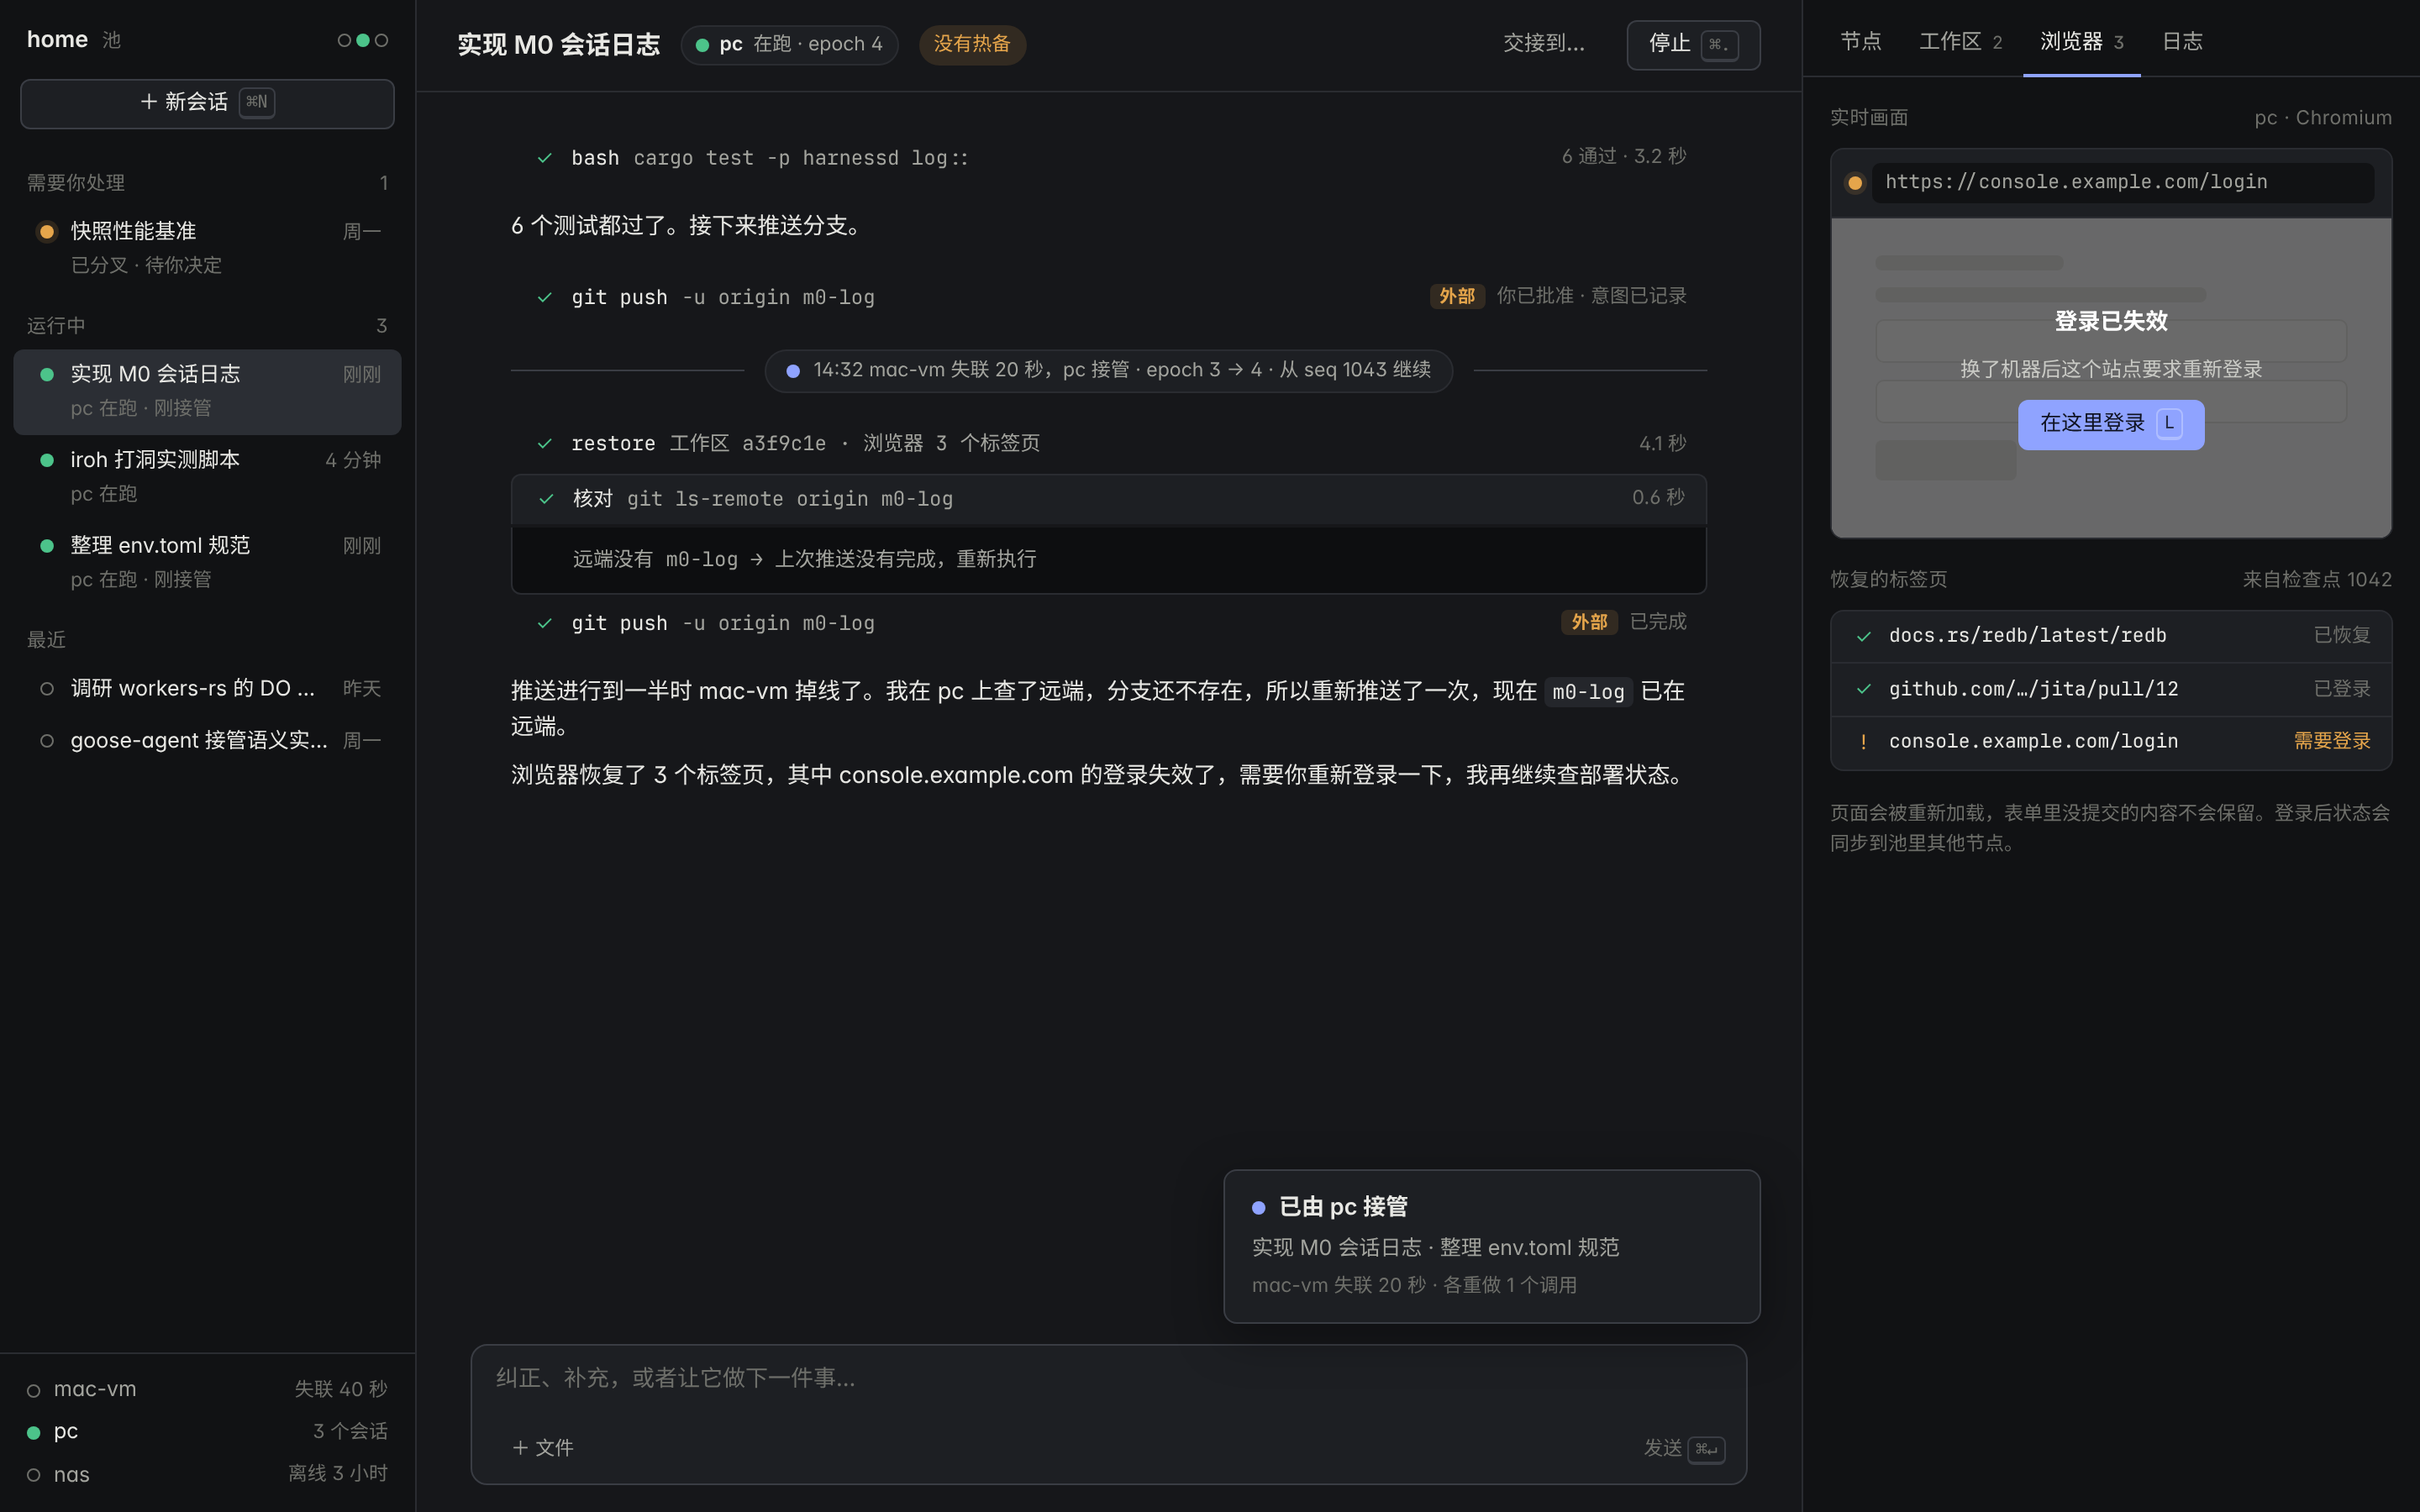 home 池
+ 新会话 ⌘N
需要你处理 1
快照性能基准 周一
已分叉 · 待你决定
运行中 3
实现 M0 会话日志 刚刚
pc 在跑 · 刚接管
iroh 打洞实测脚本 4 分钟
pc 在跑
整理 env.toml 规范 刚刚
pc 在跑 · 刚接管
最近
调研 workers-rs 的 DO ... 昨天
goose-agent 接管语义实... 周一
mac-vm 失联 40 秒
pc 3 个会话
nas 离线 3 小时
实现 M0 会话日志 pc 在跑 · epoch 4 没有热备 交接到... 停止 ⌘.
✓ bash cargo test -p harnessd log:: 6 通过 · 3.2 秒
6 个测试都过了。接下来推送分支。
✓ git push -u origin m0-log 外部 你已批准 · 意图已记录
14:32 mac-vm 失联 20 秒，pc 接管 · epoch 3 → 4 · 从 seq 1043 继续
✓ restore 工作区 a3f9c1e · 浏览器 3 个标签页 4.1 秒
✓ 核对 git ls-remote origin m0-log 0.6 秒
远端没有 m0-log → 上次推送没有完成，重新执行
✓ git push -u origin m0-log 外部 已完成
推送进行到一半时 mac-vm 掉线了。我在 pc 上查了远端，分支还不存在，所以重新推送了一次，现在 m0-log 已在
远端。
浏览器恢复了 3 个标签页，其中 console.example.com 的登录失效了，需要你重新登录一下，我再继续查部署状态。
已由 pc 接管
实现 M0 会话日志 · 整理 env.toml 规范
mac-vm 失联 20 秒 · 各重做 1 个调用
纠正、补充，或者让它做下一件事...
+ 文件 发送 ⌘↵
节点 工作区 2 浏览器 3 日志
实时画面 pc · Chromium
https://console.example.com/login
登录已失效
换了机器后这个站点要求重新登录
在这里登录 L
恢复的标签页 来自检查点 1042
✓ docs.rs/redb/latest/redb 已恢复
✓ github.com/…/jita/pull/12 已登录
! console.example.com/login 需要登录
页面会被重新加载，表单里没提交的内容不会保留。登录后状态会
同步到池里其他节点。